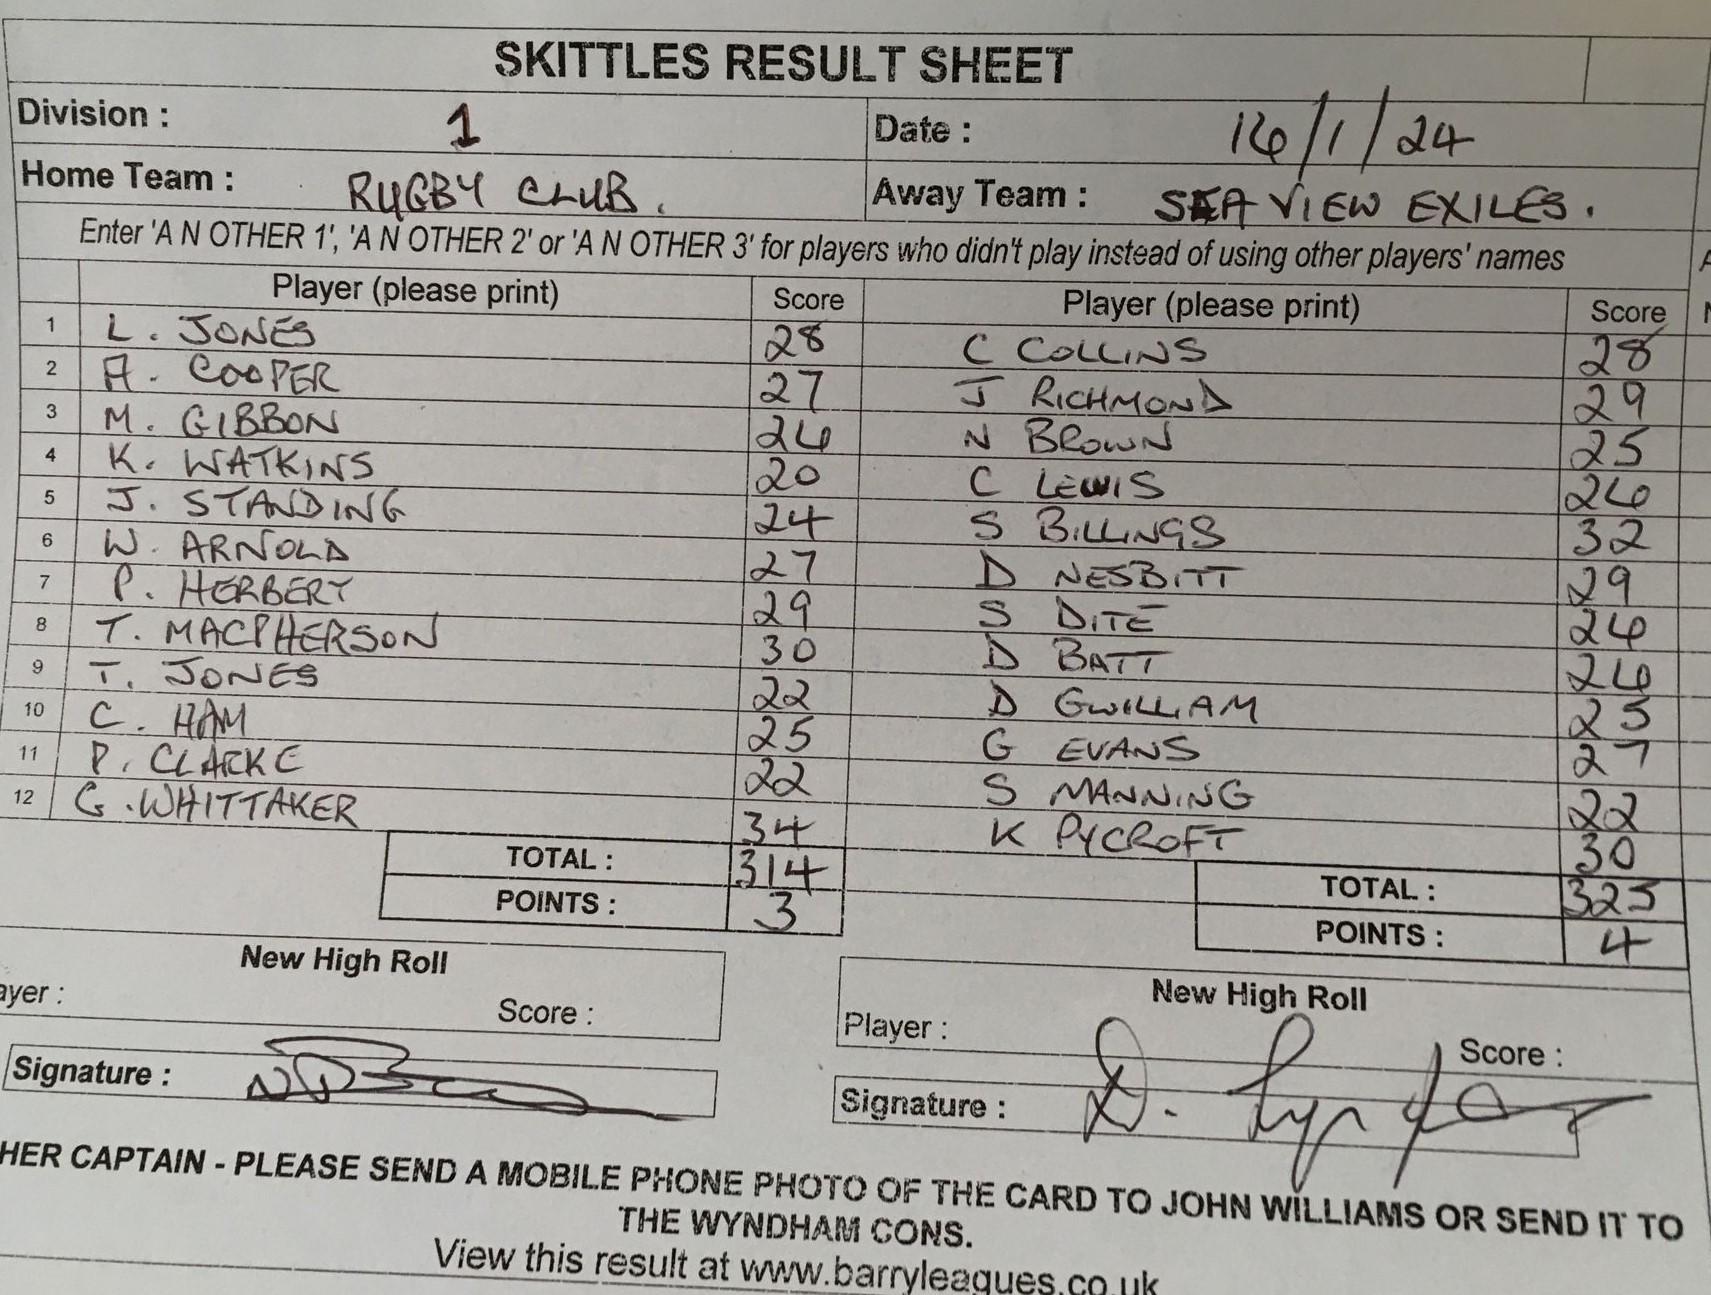 SKITTLES RESULT SHEET
Division : 1 Date : 16/1/24
Home Team : RUGBY CLUB. Away Team : SEA VIEW EXILES.
Enter 'A N OTHER 1', 'A N OTHER 2' or 'A N OTHER 3' for players who didn't play instead of using other players' names
Player (please print) Score Player (please print) Score
1 L. JONES 28 C COLLINS 28
2 A. COOPER 27 J RICHMOND 29
3 M. GIBBON 26 N BROWN 25
4 K. WATKINS 20 C LEWIS 26
5 J. STANDING 24 S BILLINGS 32
6 W. ARNOLD 27 D NESBITT 29
7 P. HERBERT 29 S DITE 26
8 T. MACPHERSON 30 D BATT 26
9 T. JONES 22 D GWILLIAM 25
10 C. HAM 25 G EVANS 27
11 P. CLARKE 22 S MANNING 22
12 G. WHITTAKER 34 K PYCROFT 30
TOTAL : 314 TOTAL : 325
POINTS : 3 POINTS : 4
New High Roll New High Roll
ayer : Score : Player : Score :
Signature : Signature :
HER CAPTAIN - PLEASE SEND A MOBILE PHONE PHOTO OF THE CARD TO JOHN WILLIAMS OR SEND IT TO
THE WYNDHAM CONS.
View this result at www.barryleagues.co.uk